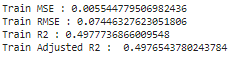 Train MSE : 0.005544779506982436
Train RMSE : 0.07446327623051806
Train R2 : 0.4977736866009548
Train Adjusted R2 :  0.4976543780243784